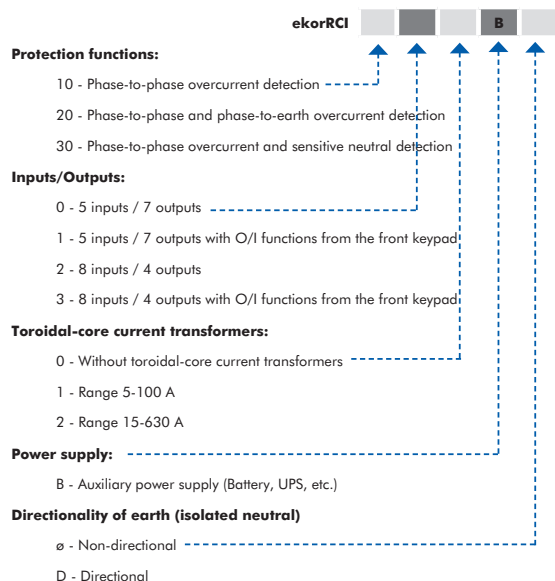 ekorRCI B
Protection functions:
10 - Phase-to-phase overcurrent detection
20 - Phase-to-phase and phase-to-earth overcurrent detection
30 - Phase-to-phase overcurrent and sensitive neutral detection
Inputs/Outputs:
0 - 5 inputs / 7 outputs
1 - 5 inputs / 7 outputs with O/I functions from the front keypad
2 - 8 inputs / 4 outputs
3 - 8 inputs / 4 outputs with O/I functions from the front keypad
Toroidal-core current transformers:
0 - Without toroidal-core current transformers
1 - Range 5-100 A
2 - Range 15-630 A
Power supply:
B - Auxiliary power supply (Battery, UPS, etc.)
Directionality of earth (isolated neutral)
ø - Non-directional
D - Directional